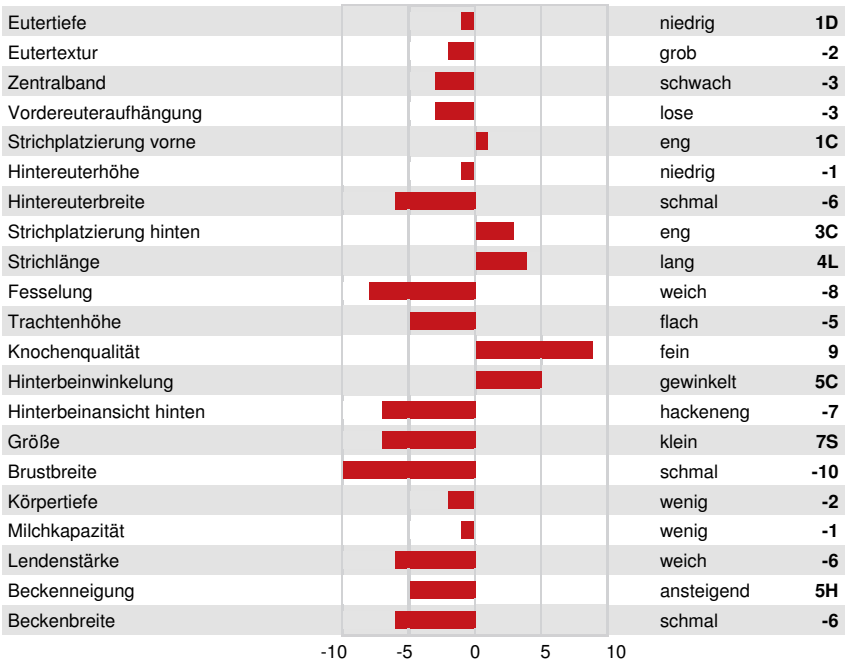 Eutertiefe niedrig 1D
Eutertextur grob -2
Zentralband schwach -3
Vordereuteraufhängung lose -3
Strichplatzierung vorne eng 1C
Hintereuterhöhe niedrig -1
Hintereuterbreite schmal -6
Strichplatzierung hinten eng 3C
Strichlänge lang 4L
Fesselung weich -8
Trachtenhöhe flach -5
Knochenqualität fein 9
Hinterbeinwinkelung gewinkelt 5C
Hinterbeinansicht hinten hackeneng -7
Größe klein 7S
Brustbreite schmal -10
Körpertiefe wenig -2
Milchkapazität wenig -1
Lendenstärke weich -6
Beckenneigung ansteigend 5H
Beckenbreite schmal -6
-10 -5 0 5 10